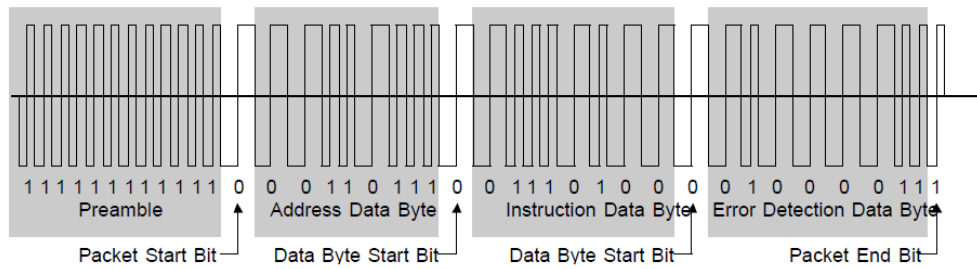 1 1 1 1 1 1 1 1 1 1 1 1 1 0 0 0 1 1 0 1 1 1 0 0 1 1 1 0 1 0 0 0 0 1 0 0 0 0 1 1 1
Preamble Address Data Byte Instruction Data Byte Error Detection Data Byte
Packet Start Bit Data Byte Start Bit Data Byte Start Bit Packet End Bit